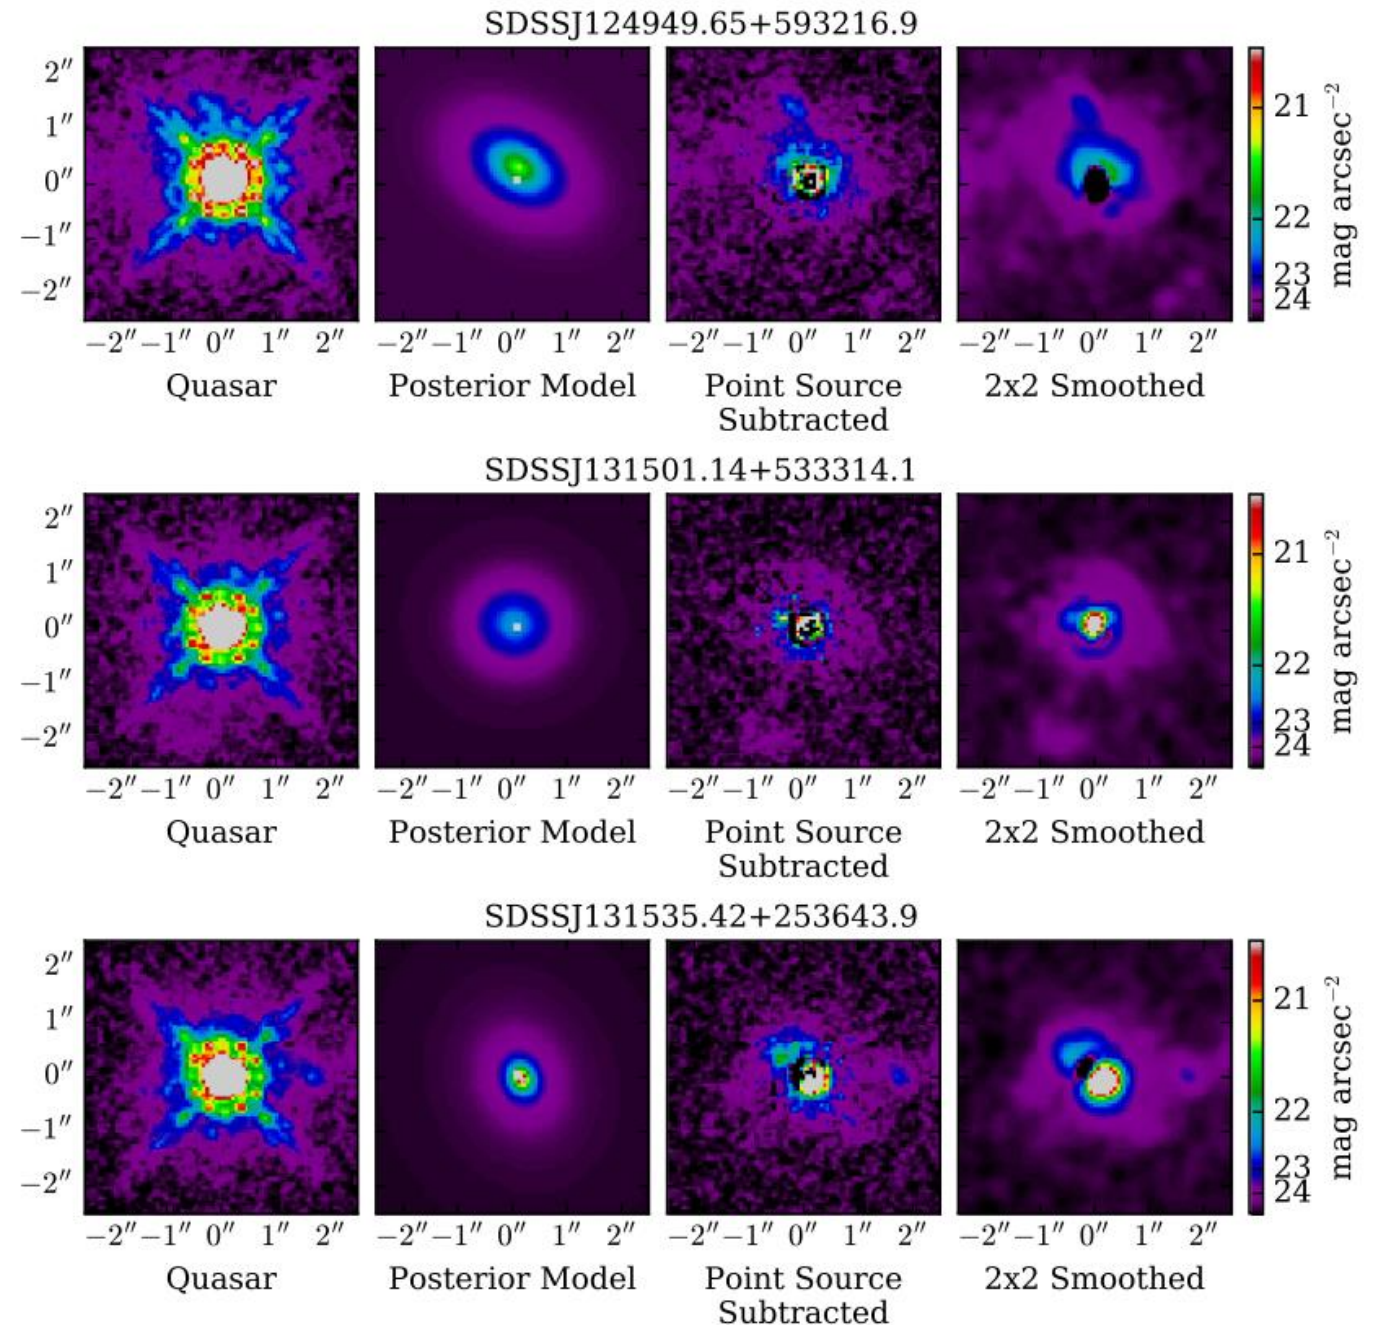 SDSSJ124949.65+593216.9
2″
1″
0″
−1″
−2″
21
22
23
24
mag arcsec⁻²
−2″ −1″ 0″ 1″ 2″ −2″ −1″ 0″ 1″ 2″ −2″ −1″ 0″ 1″ 2″ −2″ −1″ 0″ 1″ 2″
Quasar Posterior Model Point Source 2x2 Smoothed
Subtracted
SDSSJ131501.14+533314.1
2″
1″
0″
−1″
−2″
21
22
23
24
mag arcsec⁻²
−2″ −1″ 0″ 1″ 2″ −2″ −1″ 0″ 1″ 2″ −2″ −1″ 0″ 1″ 2″ −2″ −1″ 0″ 1″ 2″
Quasar Posterior Model Point Source 2x2 Smoothed
Subtracted
SDSSJ131535.42+253643.9
2″
1″
0″
−1″
−2″
21
22
23
24
mag arcsec⁻²
−2″ −1″ 0″ 1″ 2″ −2″ −1″ 0″ 1″ 2″ −2″ −1″ 0″ 1″ 2″ −2″ −1″ 0″ 1″ 2″
Quasar Posterior Model Point Source 2x2 Smoothed
Subtracted